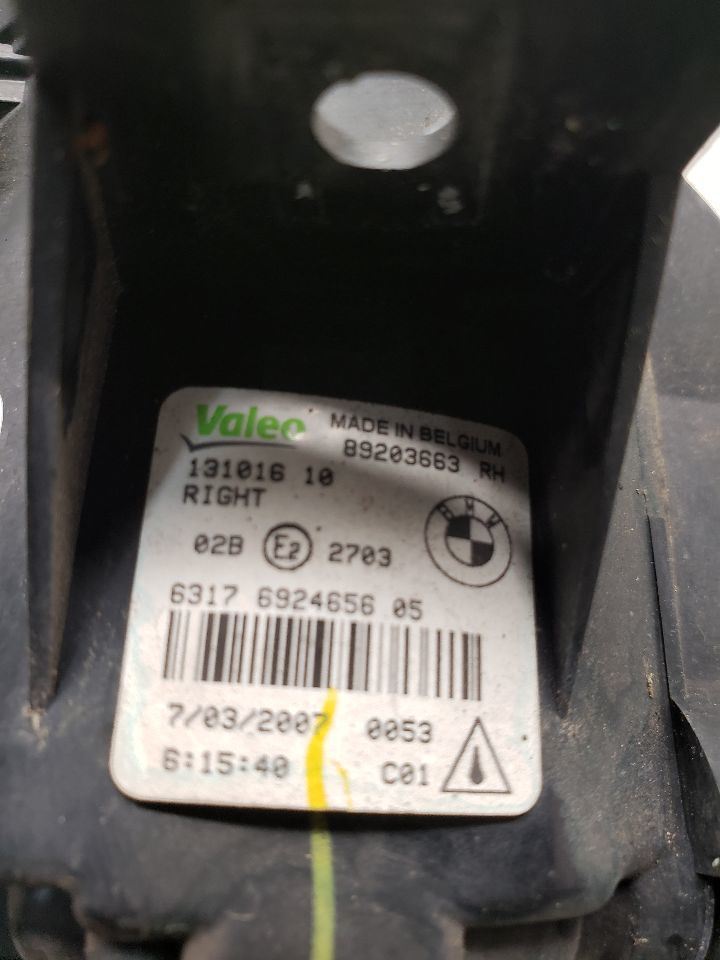 Valeo MADE IN BELGIUM
89203663 RH
131016 10
RIGHT
BMW
02B E2 2703
6317 6924656 05
7/03/2007 0053
6:15:40 C01